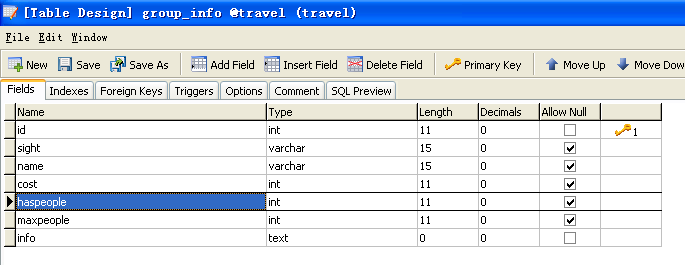 [Table Design] group_info @travel (travel)
File Edit Window
New Save Save As Add Field Insert Field Delete Field Primary Key Move Up Move Dow
Fields Indexes Foreign Keys Triggers Options Comment SQL Preview
Name Type Length Decimals Allow Null
id int 11 0 1
sight varchar 15 0
name varchar 15 0
cost int 11 0
haspeople int 11 0
maxpeople int 11 0
info text 0 0